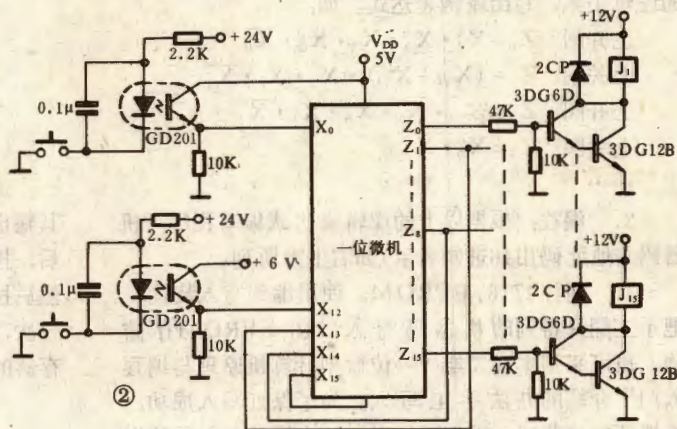 +24V
2.2K
0.1μ
GD201
10K
V_DD
5V
X₀
Z₀
Z₁
47K
10K
+12V
2CP
J₁
3DG6D
3DG12B
+24V
2.2K
0.1μ
GD201
+6V
10K
一位微机
Z₈
X₁₂
X₁₃
X₁₄
X₁₅
Z₁₅
47K
10K
+12V
2CP
J₁₅
3DG6D
3DG12B
②